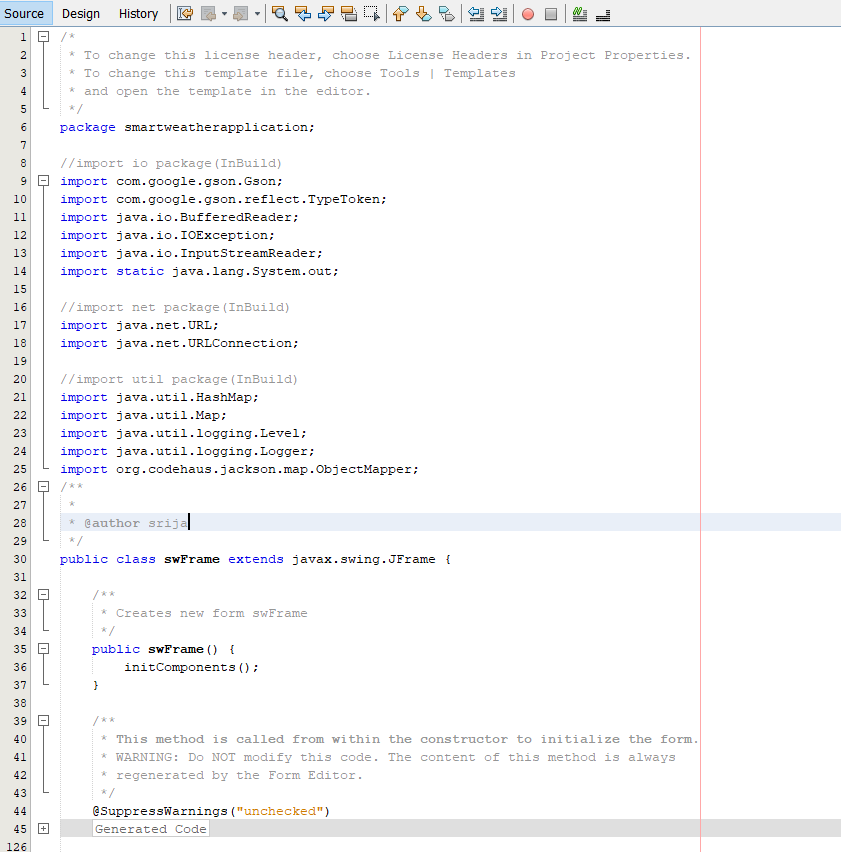 Source Design History
1 /*
2 * To change this license header, choose License Headers in Project Properties.
3 * To change this template file, choose Tools | Templates
4 * and open the template in the editor.
5 */
6 package smartweatherapplication;
7
8 //import io package(InBuild)
9 import com.google.gson.Gson;
10 import com.google.gson.reflect.TypeToken;
11 import java.io.BufferedReader;
12 import java.io.IOException;
13 import java.io.InputStreamReader;
14 import static java.lang.System.out;
15
16 //import net package(InBuild)
17 import java.net.URL;
18 import java.net.URLConnection;
19
20 //import util package(InBuild)
21 import java.util.HashMap;
22 import java.util.Map;
23 import java.util.logging.Level;
24 import java.util.logging.Logger;
25 import org.codehaus.jackson.map.ObjectMapper;
26 /**
27 *
28 * @author srija
29 */
30 public class swFrame extends javax.swing.JFrame {
31
32 /**
33 * Creates new form swFrame
34 */
35 public swFrame() {
36 initComponents();
37 }
38
39 /**
40 * This method is called from within the constructor to initialize the form.
41 * WARNING: Do NOT modify this code. The content of this method is always
42 * regenerated by the Form Editor.
43 */
44 @SuppressWarnings("unchecked")
45 Generated Code
126